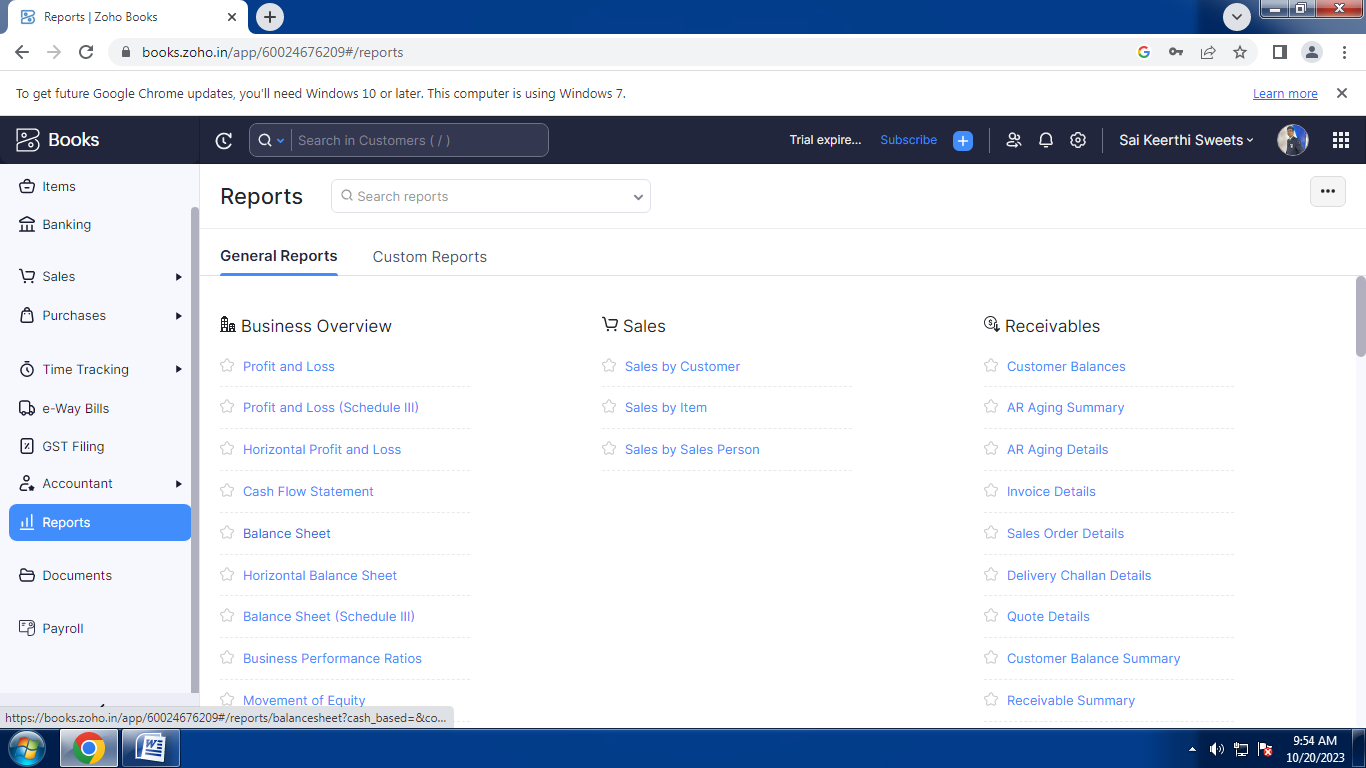 Reports | Zoho Books
books.zoho.in/app/60024676209#/reports
To get future Google Chrome updates, you'll need Windows 10 or later. This computer is using Windows 7.
Learn more
Books
Search in Customers ( / )
Trial expire...
Subscribe
Sai Keerthi Sweets
Items
Banking
Sales
Purchases
Time Tracking
e-Way Bills
GST Filing
Accountant
Reports
Documents
Payroll
Reports
Search reports
General Reports
Custom Reports
Business Overview
Profit and Loss
Profit and Loss (Schedule III)
Horizontal Profit and Loss
Cash Flow Statement
Balance Sheet
Horizontal Balance Sheet
Balance Sheet (Schedule III)
Business Performance Ratios
Movement of Equity
Sales
Sales by Customer
Sales by Item
Sales by Sales Person
Receivables
Customer Balances
AR Aging Summary
AR Aging Details
Invoice Details
Sales Order Details
Delivery Challan Details
Quote Details
Customer Balance Summary
Receivable Summary
https://books.zoho.in/app/60024676209#/reports/balancesheet?cash_based=&co...
9:54 AM
10/20/2023